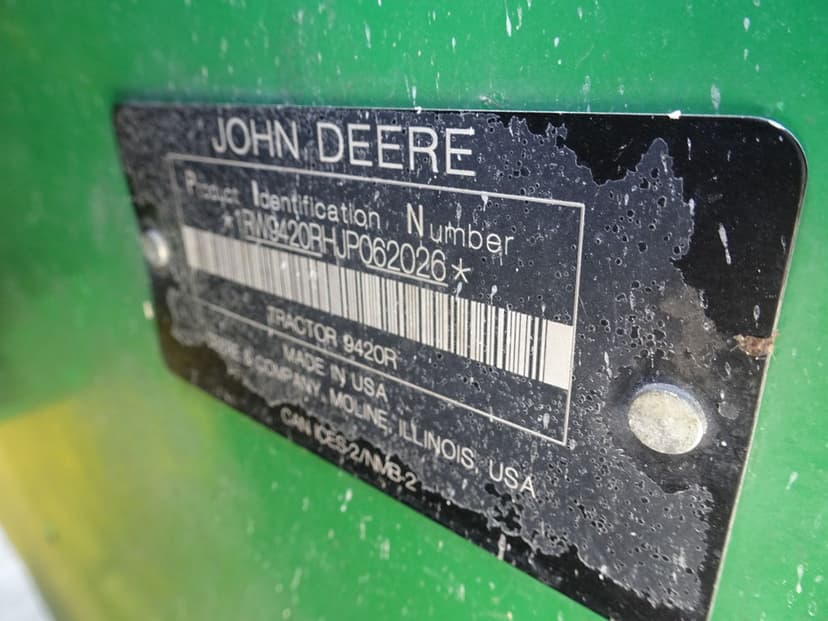 JOHN DEERE
Product Identification Number
*1RW9420RHJP062026*
TRACTOR 9420R
MADE IN USA
DEERE & COMPANY, MOLINE, ILLINOIS, USA
CAN ICES-2/NMB-2